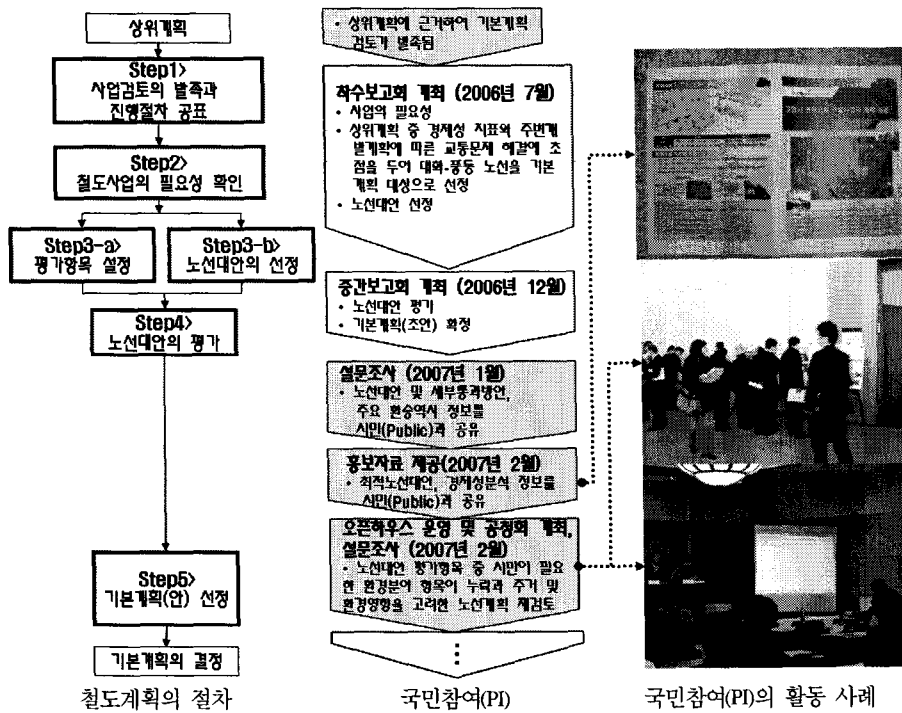 상위계획
Step1>
사업검토의 발족과
진행절차 공표
Step2>
철도사업의 필요성 확인
Step3-a>
평가항목 설정
Step3-b>
노선대안의 선정
Step4>
노선대안의 평가
Step5>
기본계획(안) 선정
기본계획의 결정
철도계획의 절차
• 상위계획에 근거하여 기본계획
검토가 발족됨
착수보고회 개최 (2006년 7월)
• 사업의 필요성
• 상위계획 중 경제성 지표와 주변개
발계획에 따른 교통문제 해결에 초
점을 두어 대화-풍동 노선을 기본
계획 대상으로 선정
• 노선대안 선정
중간보고회 개최 (2006년 12월)
• 노선대안 평가
• 기본계획(초안) 확정
설문조사 (2007년 1월)
• 노선대안 및 세부통과방안,
주요 환승역사 정보를
시민(Public)과 공유
홍보자료 제공(2007년 2월)
• 최적노선대안, 경제성분석 정보를
시민(Public)과 공유
오픈하우스 운영 및 공청회 개최,
설문조사 (2007년 2월)
• 노선대안 평가항목 중 시민이 필요
한 환경분야 항목이 누락과 주거 및
환경영향을 고려한 노선계획 재검토
국민참여(PI)
국민참여(PI)의 활동 사례